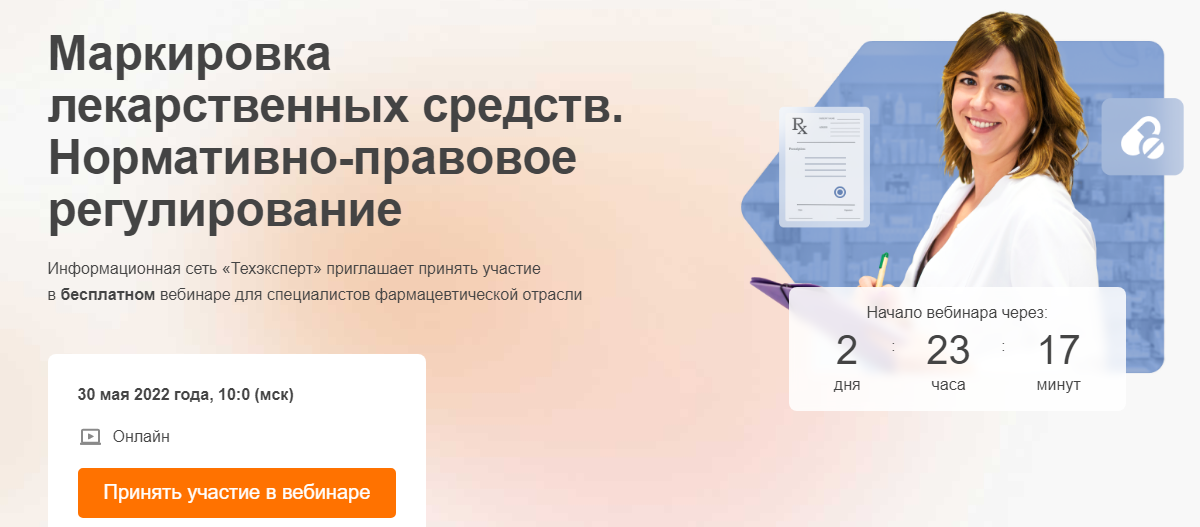 Маркировка
лекарственных средств.
Нормативно-правовое
регулирование
Информационная сеть «Техэксперт» приглашает принять участие
в бесплатном вебинаре для специалистов фармацевтической отрасли
30 мая 2022 года, 10:0 (мск)
Онлайн
Принять участие в вебинаре
Rx
Начало вебинара через:
2 : 23 : 17
дня часа минут